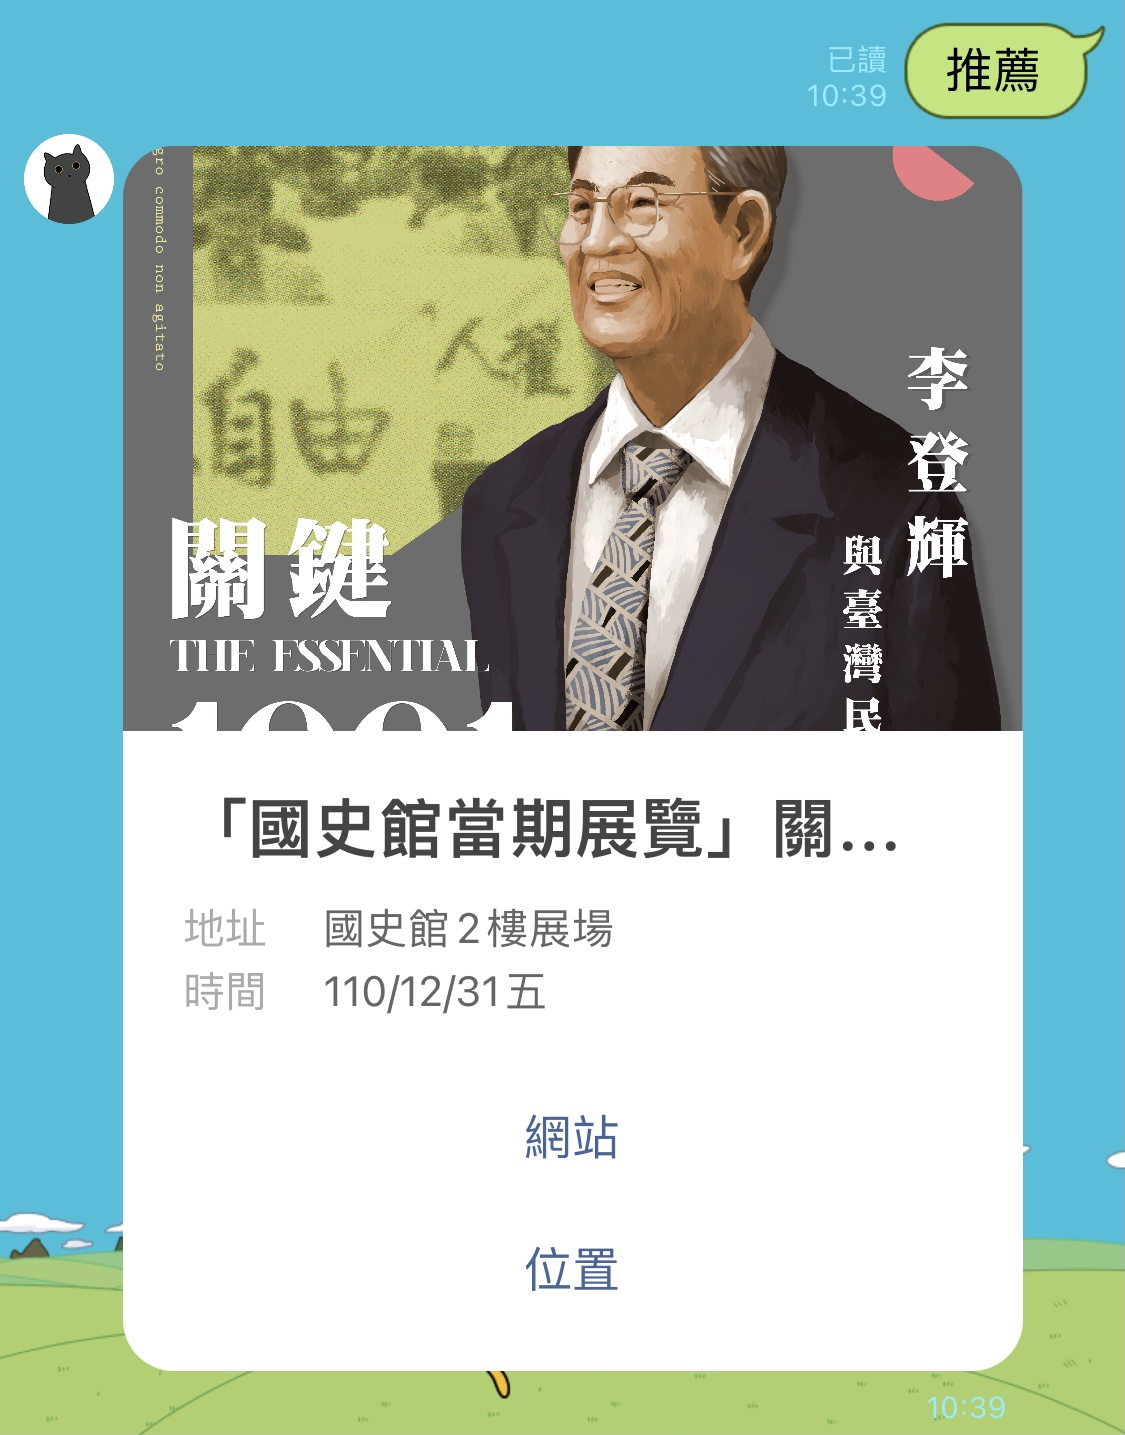 推薦
已讀
10:39
gro commodo non agitato
人權
自由
李登輝
與臺灣民
關鍵
THE ESSENTIAL
1991
「國史館當期展覽」關...
地址 國史館2樓展場
時間 110/12/31五
網站
位置
10:39